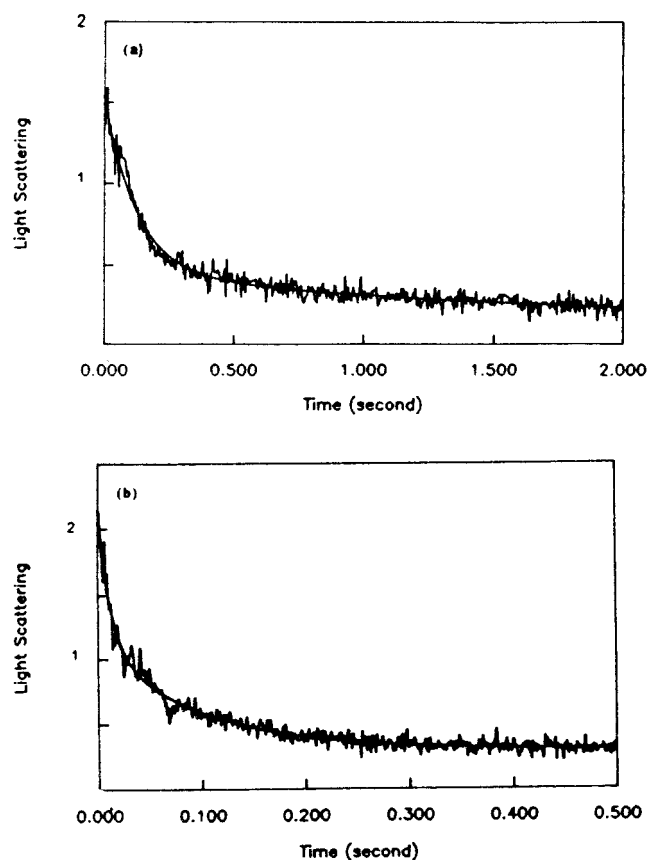 2
(a)
Light Scattering
1
0.000 0.500 1.000 1.500 2.000
Time (second)
(b)
2
Light Scattering
1
0.000 0.100 0.200 0.300 0.400 0.500
Time (second)